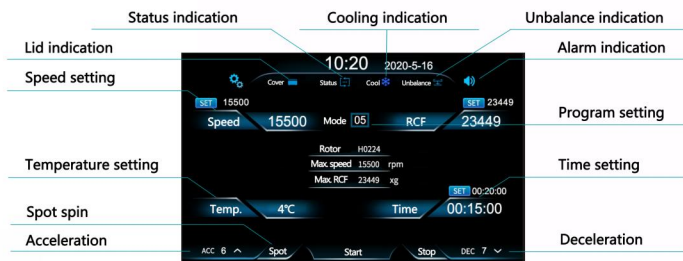 Status indication Cooling indication Unbalance indication
Lid indication Alarm indication
10:20 2020-5-16
Speed setting Cover Status Cool Unbalance
SET 15500 SET 23449
Speed 15500 Mode 05 RCF 23449 Program setting
Rotor H0224
Max. speed 15500 rpm
Temperature setting Time setting
Max. RCF 23449 xg
SET 00:20:00
Temp. 4℃ Time 00:15:00
Spot spin
Acceleration Deceleration
ACC 6 Spot Start Stop DEC 7